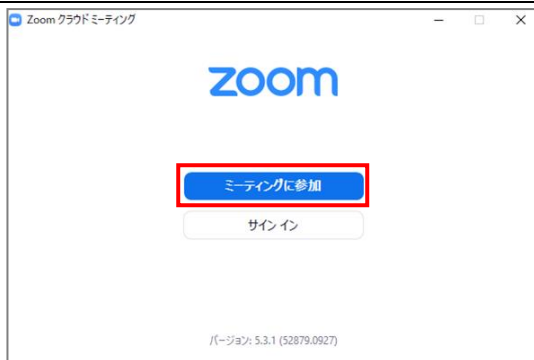 Zoom クラウド ミーティング
zoom
ミーティングに参加
サイン イン
バージョン: 5.3.1 (52879.0927)